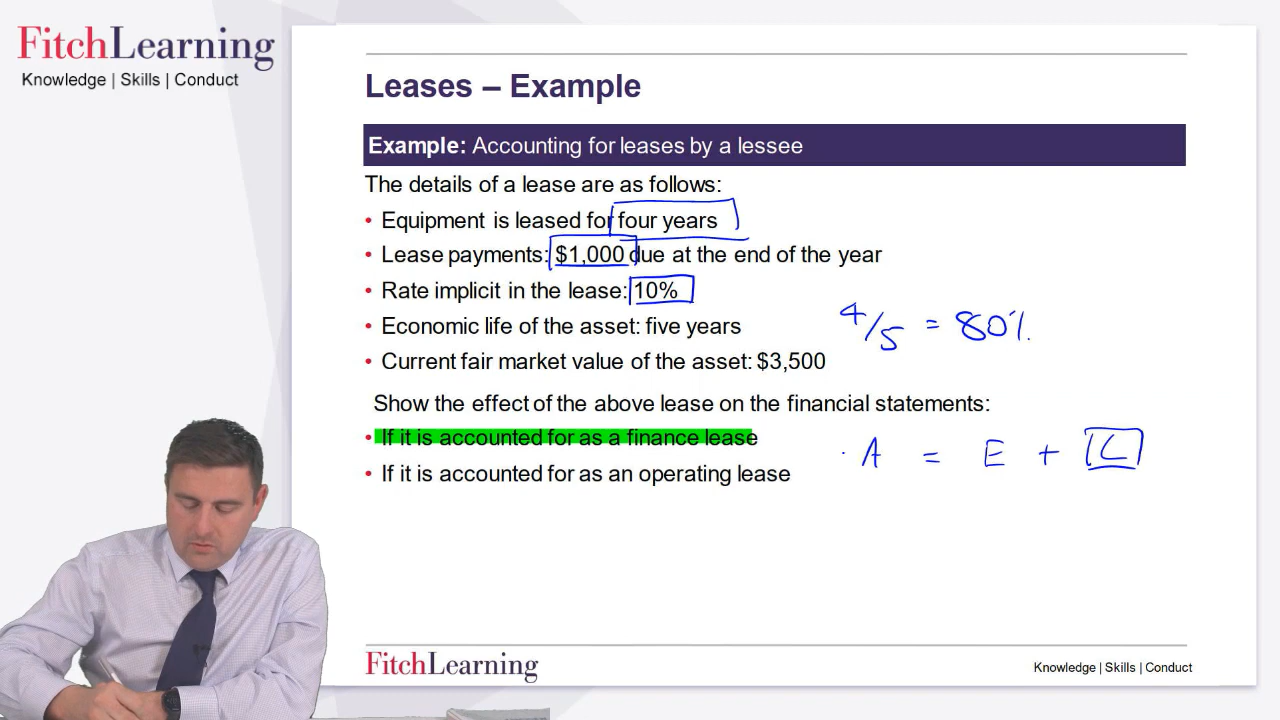 FitchLearning
Knowledge | Skills | Conduct
Leases – Example
Example: Accounting for leases by a lessee
The details of a lease are as follows:
• Equipment is leased for four years
• Lease payments: $1,000 due at the end of the year
• Rate implicit in the lease: 10%
• Economic life of the asset: five years
4/5 = 80%
• Current fair market value of the asset: $3,500
Show the effect of the above lease on the financial statements:
• If it is accounted for as a finance lease
A = E + L
• If it is accounted for as an operating lease
FitchLearning
Knowledge | Skills | Conduct